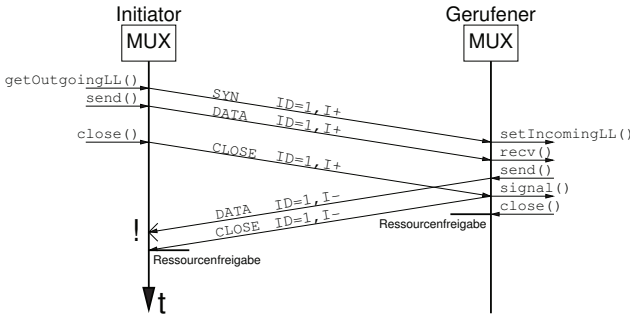 Initiator
Gerufener
MUX
MUX
getOutgoingLL()
SYN ID=1,I+
send()
DATA ID=1,I+
close()
CLOSE ID=1,I+
setIncomingLL()
recv()
send()
signal()
close()
DATA ID=1,I-
!
CLOSE ID=1,I-
Ressourcenfreigabe
Ressourcenfreigabe
t